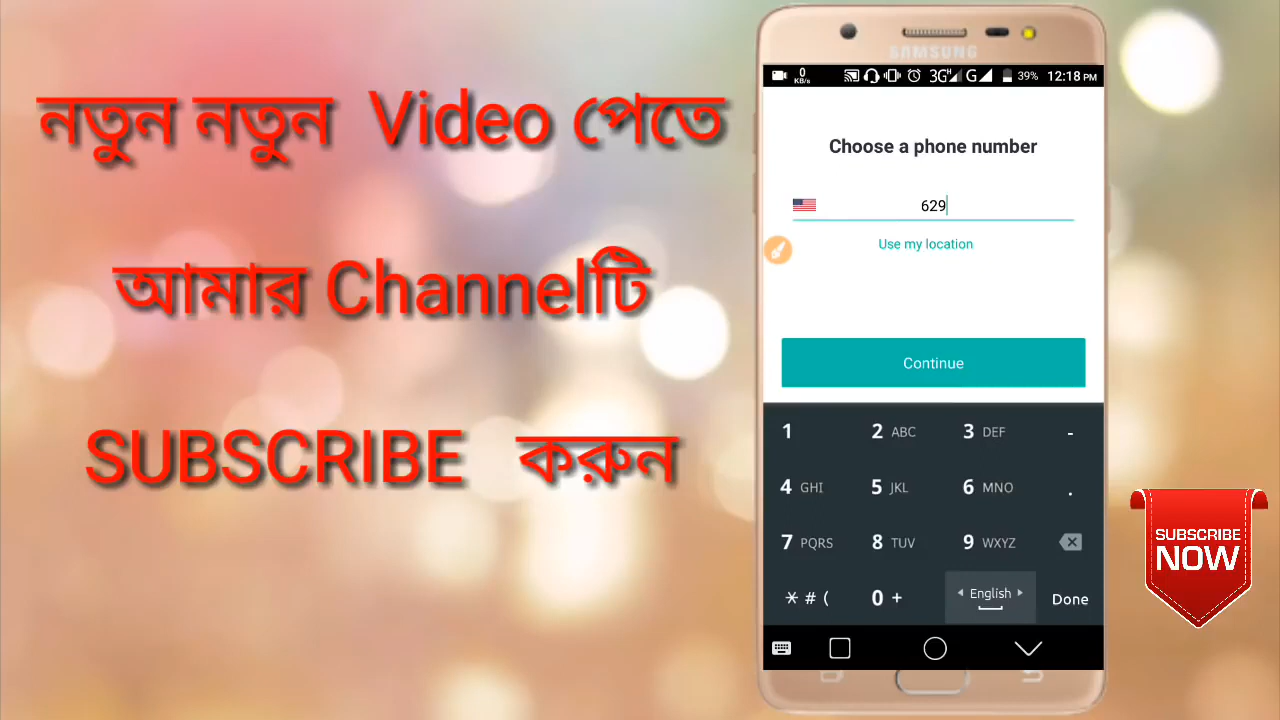 নতুন নতুন Video পেতে
আমার Channelটি
SUBSCRIBE করুন
SAMSUNG
0
KB/s
3G H
G
39%
12:18 PM
Choose a phone number
629
Use my location
Continue
1
2 ABC
3 DEF
-
4 GHI
5 JKL
6 MNO
.
7 PQRS
8 TUV
9 WXYZ
* # (
0 +
English
Done
SUBSCRIBE
NOW